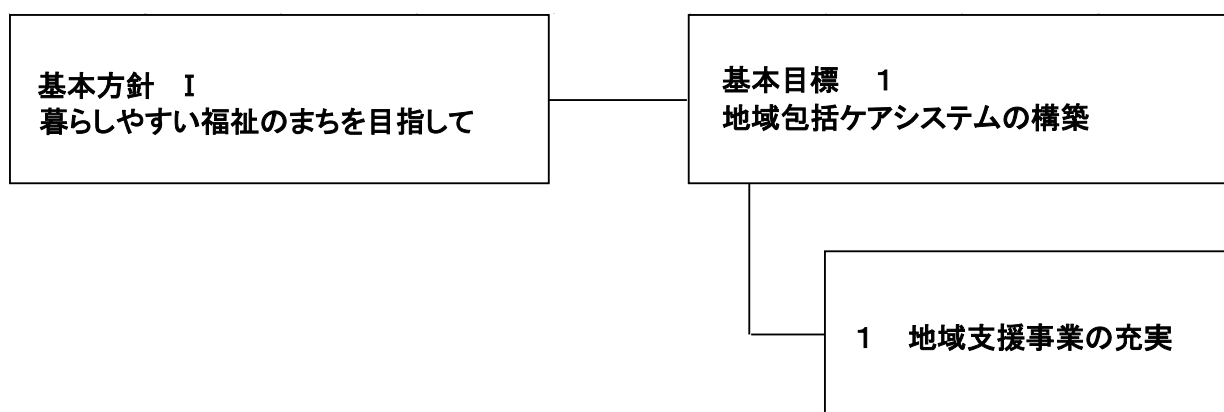 基本方針　Ⅰ
暮らしやすい福祉のまちを目指して
基本目標　１
地域包括ケアシステムの構築
１　地域支援事業の充実